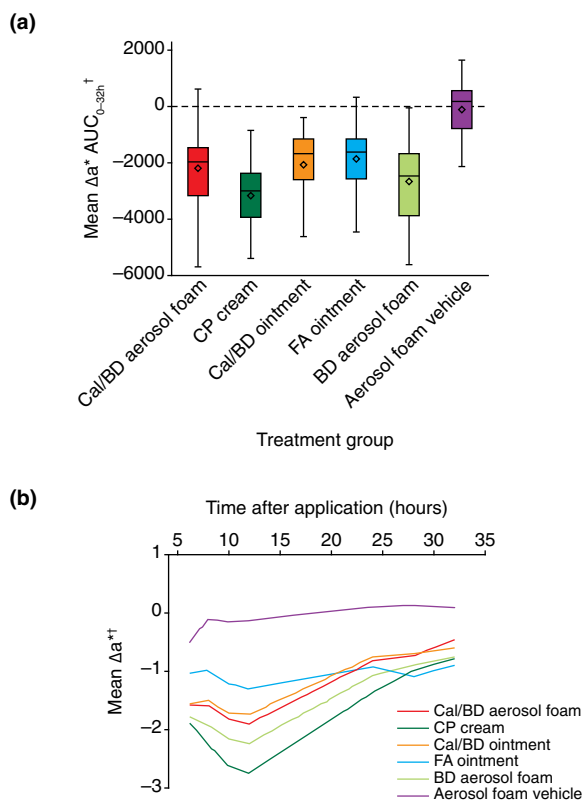 (a)
Mean Δa* AUC0–32h†
2000
0
−2000
−4000
−6000
Cal/BD aerosol foam
CP cream
Cal/BD ointment
FA ointment
BD aerosol foam
Aerosol foam vehicle
Treatment group
(b)
Time after application (hours)
5 10 15 20 25 30 35
Mean Δa*†
1
0
−1
−2
−3
Cal/BD aerosol foam
CP cream
Cal/BD ointment
FA ointment
BD aerosol foam
Aerosol foam vehicle